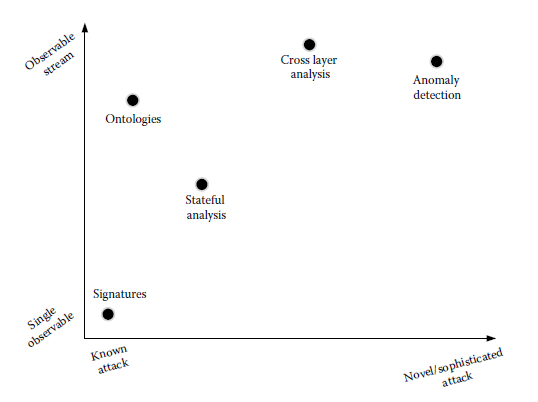 Observable
stream
Cross layer
analysis
Anomaly
detection
Ontologies
Stateful
analysis
Signatures
Single
observable
Known
attack
Novel/sophisticated
attack